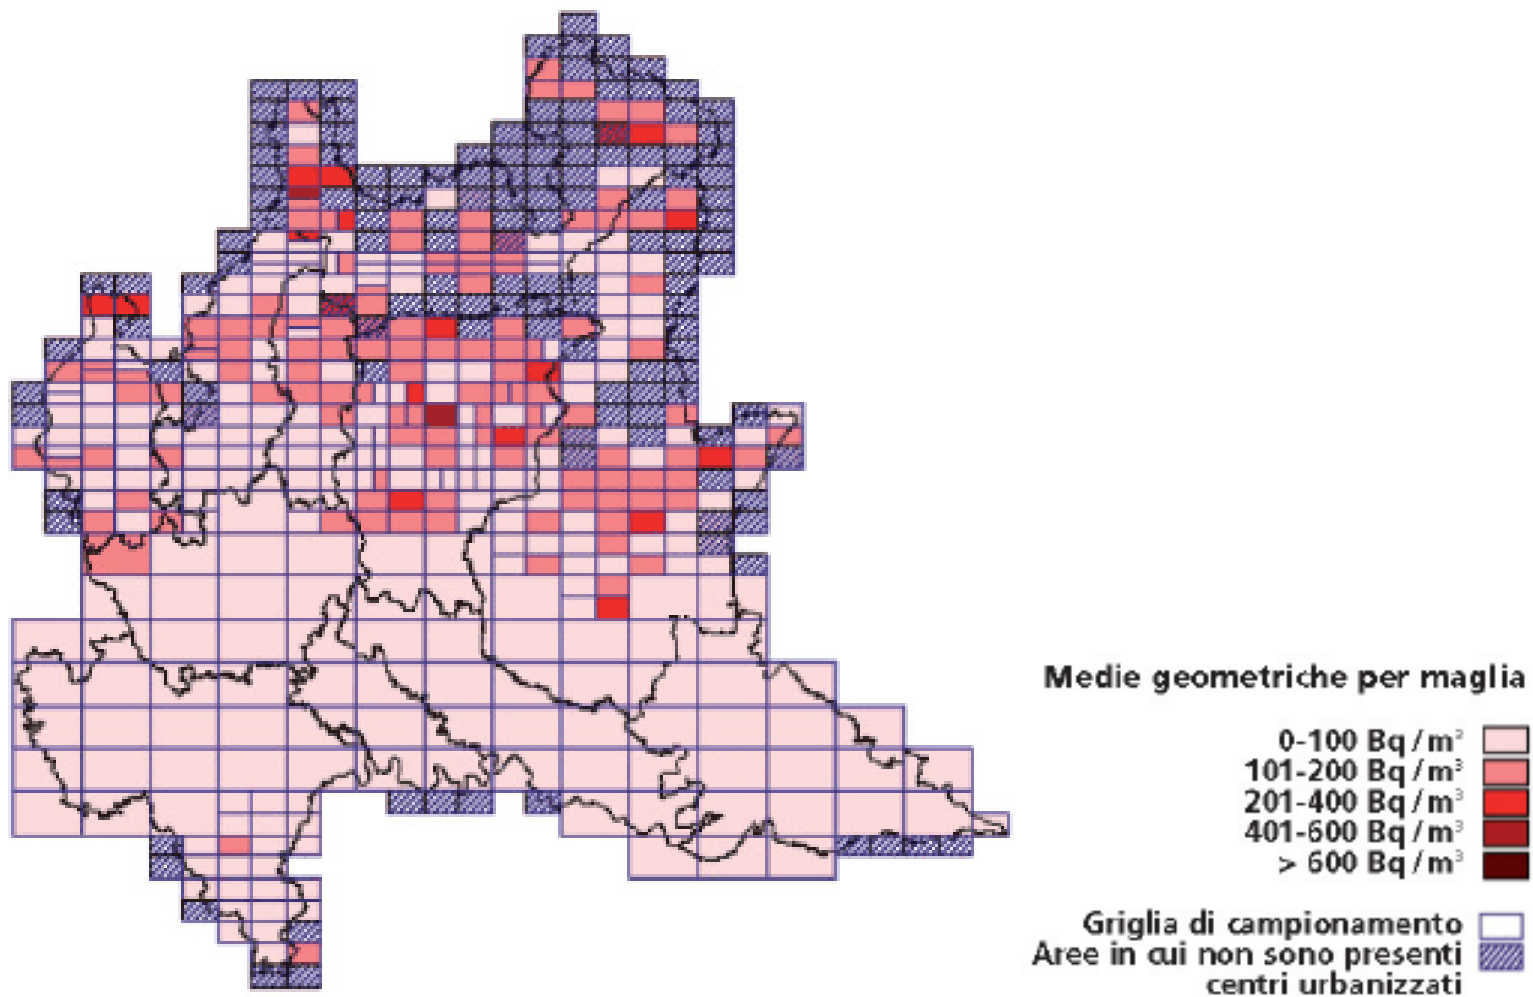 Medie geometriche per maglia
0-100 Bq/m³
101-200 Bq/m³
201-400 Bq/m³
401-600 Bq/m³
> 600 Bq/m³
Griglia di campionamento
Aree in cui non sono presenti
centri urbanizzati